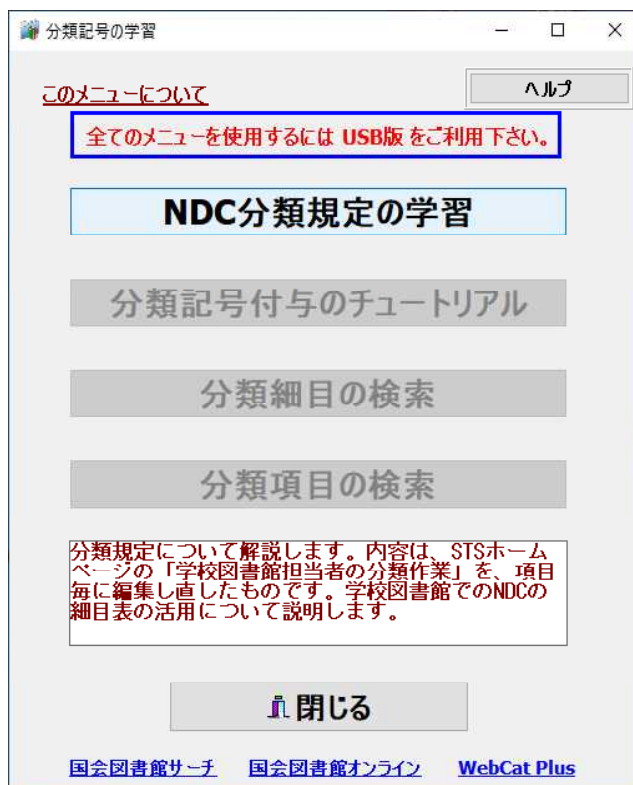 分類記号の学習
このメニューについて
ヘルプ
全てのメニューを使用するには USB版 をご利用下さい。
NDC分類規定の学習
分類記号付与のチュートリアル
分類細目の検索
分類項目の検索
分類規定について解説します。内容は、STSホーム
ページの「学校図書館担当者の分類作業」を、項目
毎に編集し直したものです。学校図書館でのNDCの
細目表の活用について説明します。
閉じる
国会図書館サーチ 国会図書館オンライン WebCat Plus